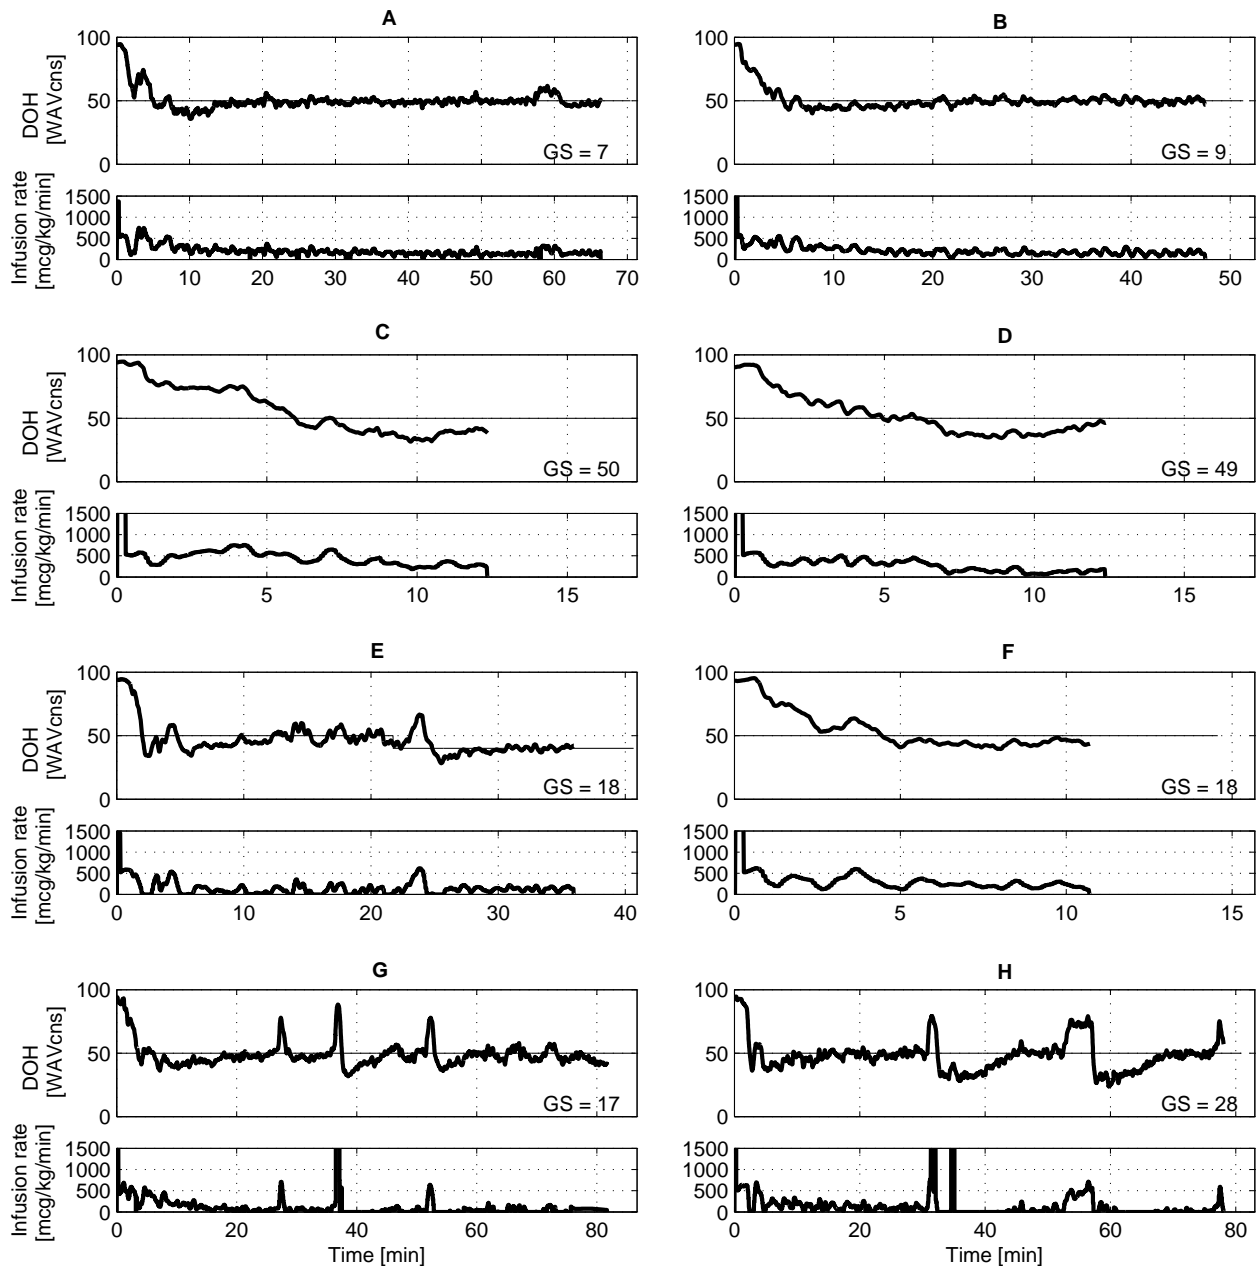 A
B
100
50
0
DOH
[WAVcns]
GS = 7
100
50
0
GS = 9
1500
1000
500
0
Infusion rate
[mcg/kg/min]
0 10 20 30 40 50 60 70
1500
1000
500
0
0 10 20 30 40 50
C
D
100
50
0
DOH
[WAVcns]
GS = 50
100
50
0
GS = 49
1500
1000
500
0
Infusion rate
[mcg/kg/min]
0 5 10 15
1500
1000
500
0
0 5 10 15
E
F
100
50
0
DOH
[WAVcns]
GS = 18
100
50
0
GS = 18
1500
1000
500
0
Infusion rate
[mcg/kg/min]
0 10 20 30 40
1500
1000
500
0
0 5 10 15
G
H
100
50
0
DOH
[WAVcns]
GS = 17
100
50
0
GS = 28
1500
1000
500
0
Infusion rate
[mcg/kg/min]
0 20 40 60 80
Time [min]
1500
1000
500
0
0 20 40 60 80
Time [min]